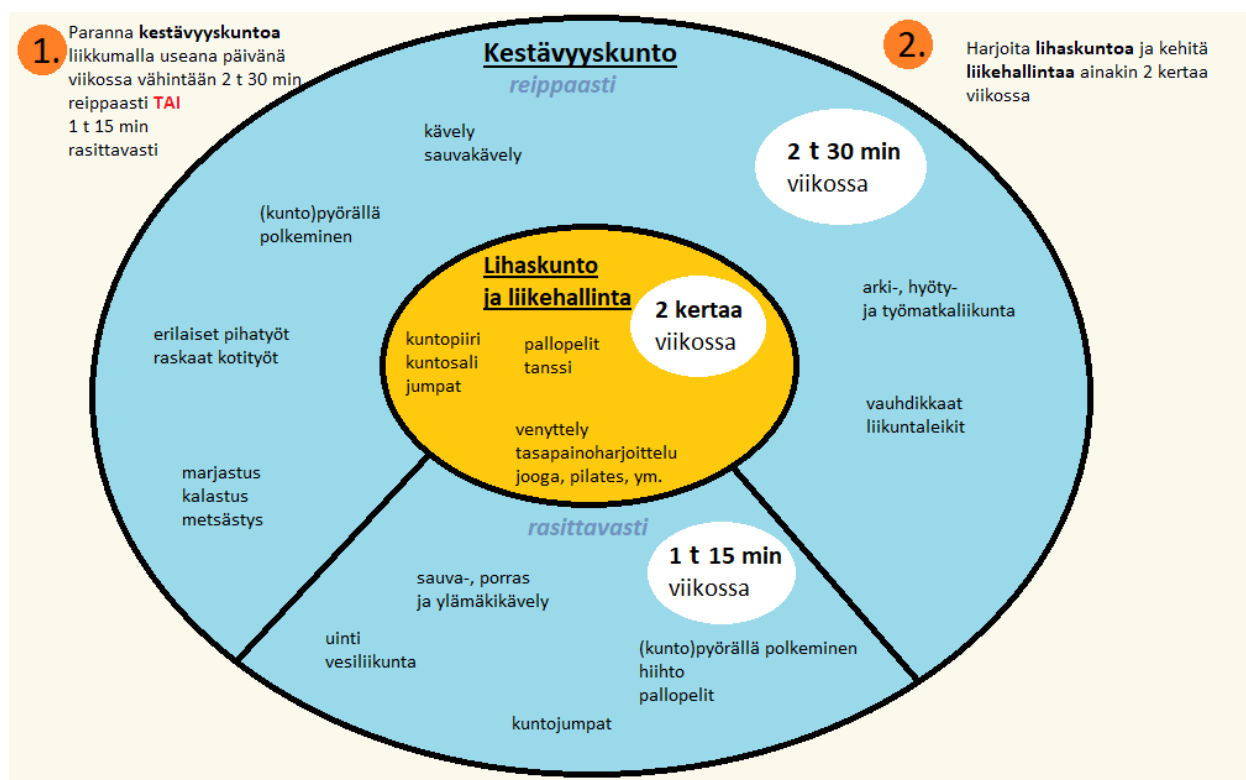 1.
Paranna kestävyyskuntoa
liikkumalla useana päivänä
viikossa vähintään 2 t 30 min
reippaasti TAI
1 t 15 min
rasittavasti
2.
Harjoita lihaskuntoa ja kehitä
liikehallintaa ainakin 2 kertaa
viikossa
Kestävyyskunto
reippaasti
kävely
sauvakävely
2 t 30 min
viikossa
(kunto)pyörällä
polkeminen
arki-, hyöty-
ja työmatkaliikunta
erilaiset pihatyöt
raskaat kotityöt
vauhdikkaat
liikuntaleikit
marjastus
kalastus
metsästys
Lihaskunto
ja liikehallinta
2 kertaa
viikossa
kuntopiiri
kuntosali
jumpat
pallopelit
tanssi
venyttely
tasapainoharjoittelu
jooga, pilates, ym.
rasittavasti
1 t 15 min
viikossa
sauva-, porras
ja ylämäkikävely
uinti
vesiliikunta
(kunto)pyörällä polkeminen
hiihto
pallopelit
kuntojumpat